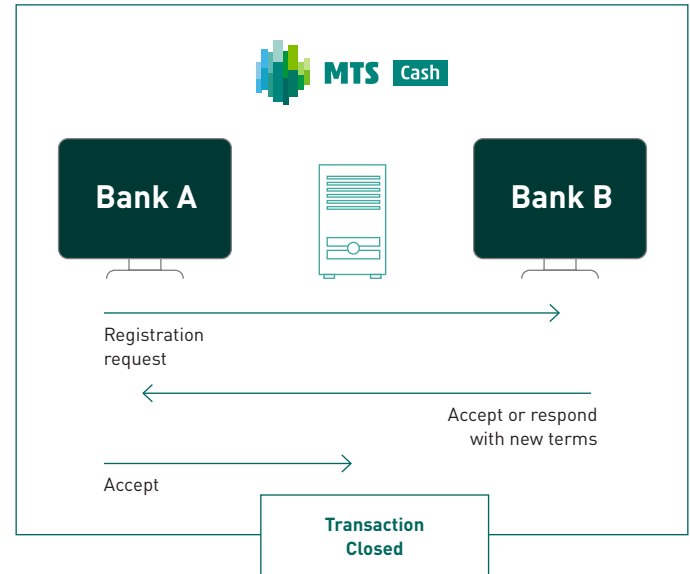 MTS Cash
Bank A
Bank B
Registration
request
Accept or respond
with new terms
Accept
Transaction
Closed